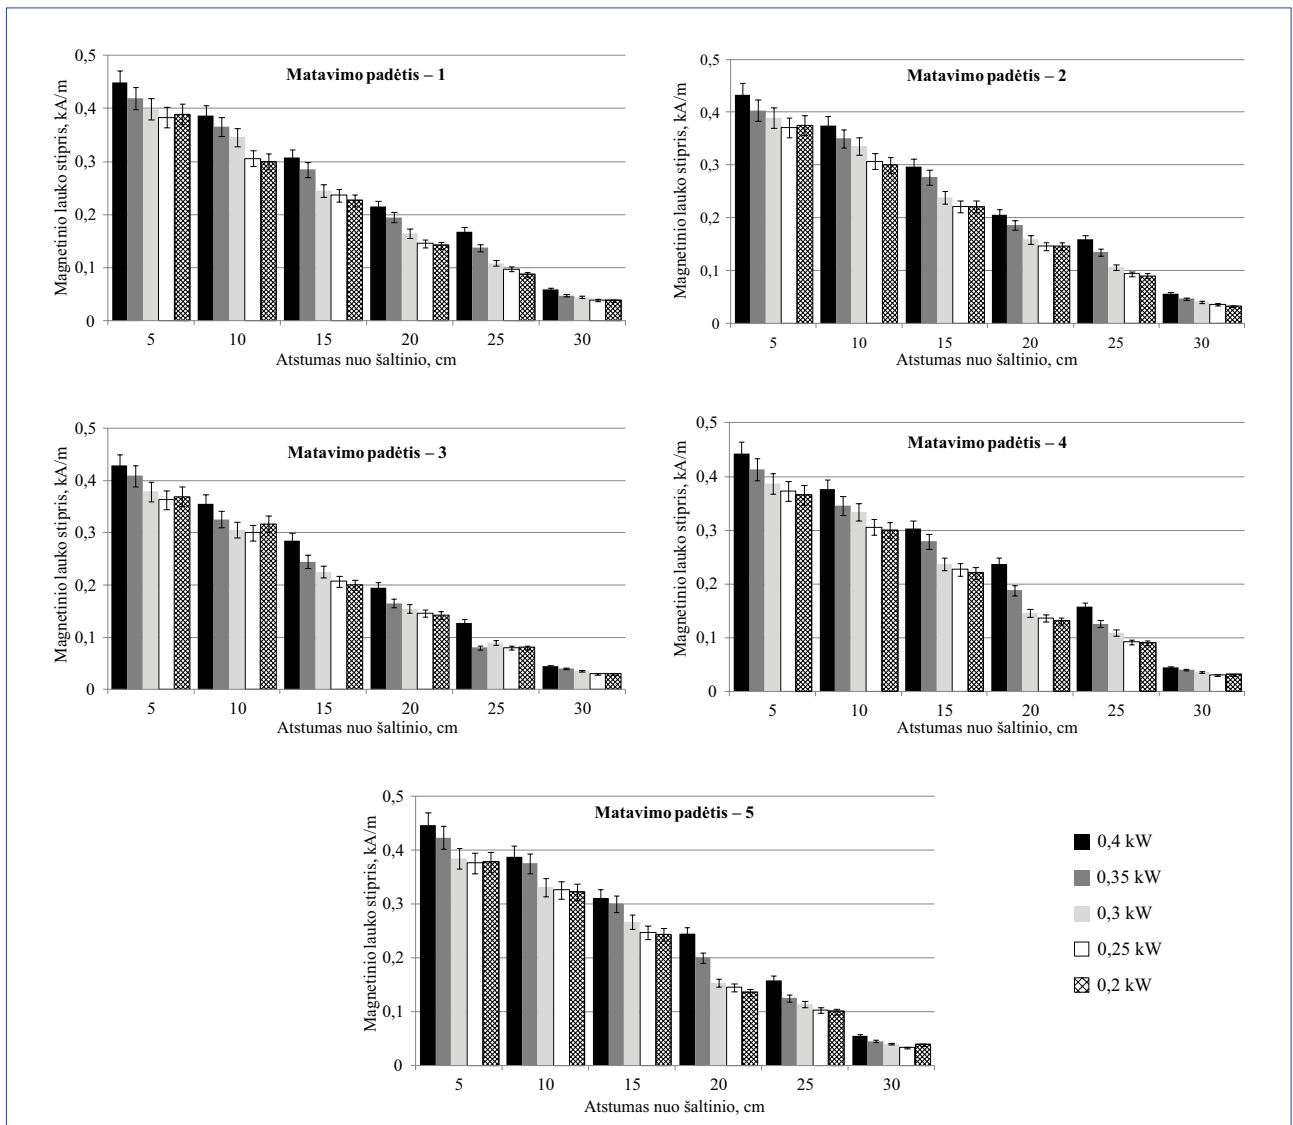 Matavimo padėtis – 1
Magnetinio lauko stipris, kA/m
0,5
0,4
0,3
0,2
0,1
0
5 10 15 20 25 30
Atstumas nuo šaltinio, cm
Matavimo padėtis – 2
Magnetinio lauko stipris, kA/m
0,5
0,4
0,3
0,2
0,1
0
5 10 15 20 25 30
Atstumas nuo šaltinio, cm
Matavimo padėtis – 3
Magnetinio lauko stipris, kA/m
0,5
0,4
0,3
0,2
0,1
0
5 10 15 20 25 30
Atstumas nuo šaltinio, cm
Matavimo padėtis – 4
Magnetinio lauko stipris, kA/m
0,5
0,4
0,3
0,2
0,1
0
5 10 15 20 25 30
Atstumas nuo šaltinio, cm
Matavimo padėtis – 5
Magnetinio lauko stipris, kA/m
0,5
0,4
0,3
0,2
0,1
0
5 10 15 20 25 30
Atstumas nuo šaltinio, cm
0,4 kW
0,35 kW
0,3 kW
0,25 kW
0,2 kW